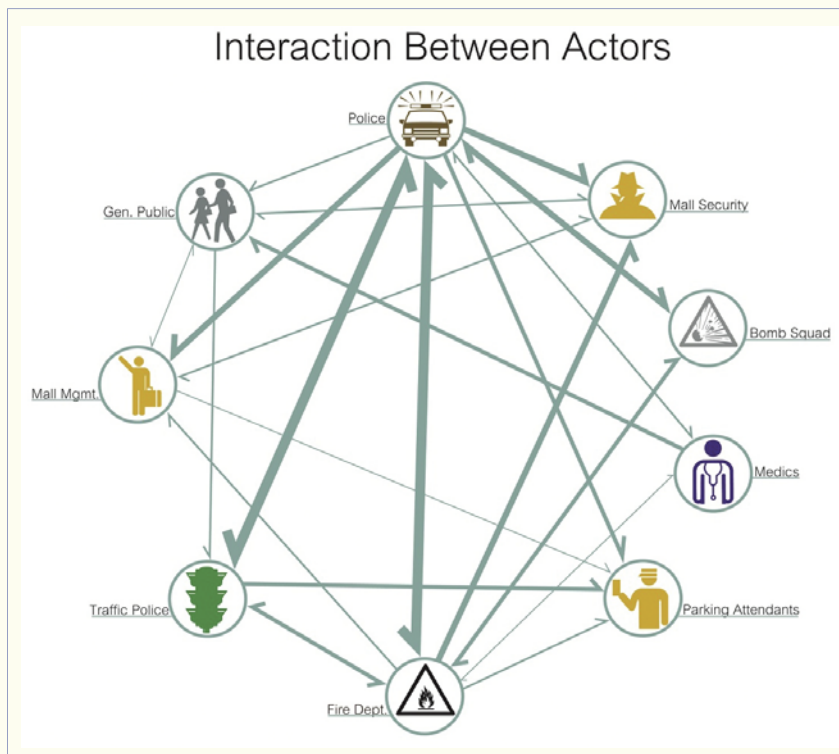 Interaction Between Actors
Police
Gen. Public
Mall Security
Bomb Squad
Mall Mgmt.
Medics
Traffic Police
Parking Attendants
Fire Dept.